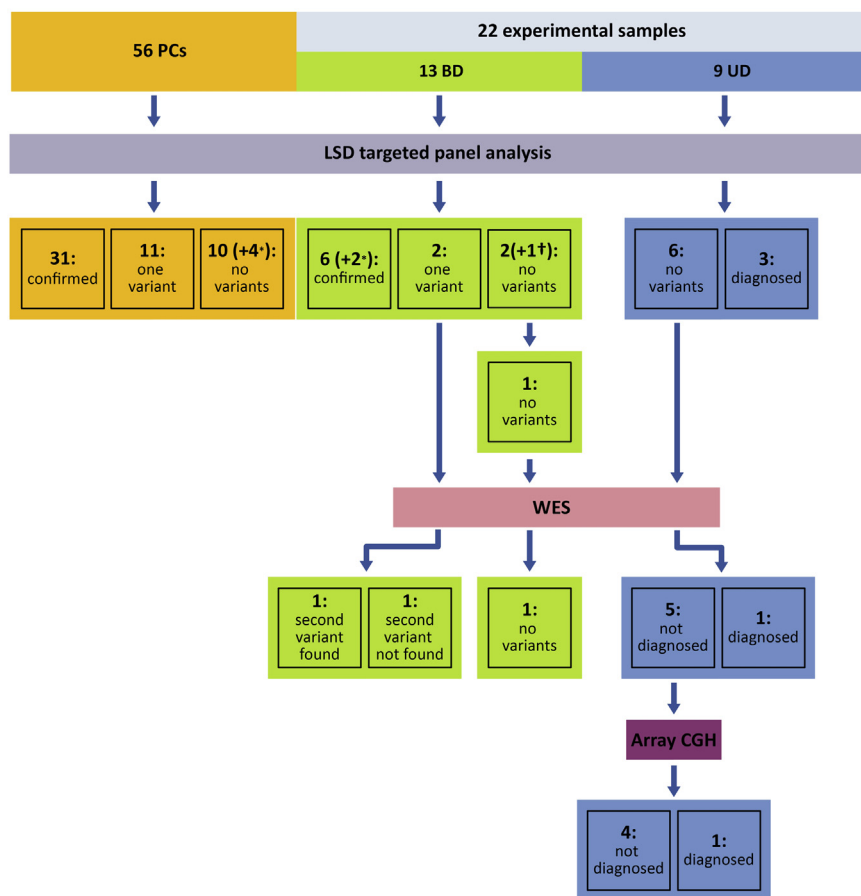 56 PCs
22 experimental samples
13 BD
9 UD
LSD targeted panel analysis
31:
confirmed
11:
one
variant
10 (+4*):
no
variants
6 (+2*):
confirmed
2:
one
variant
2(+1†):
no
variants
6:
no
variants
3:
diagnosed
1:
no
variants
WES
1:
second
variant
found
1:
second
variant
not found
1:
no
variants
5:
not
diagnosed
1:
diagnosed
Array CGH
4:
not
diagnosed
1:
diagnosed